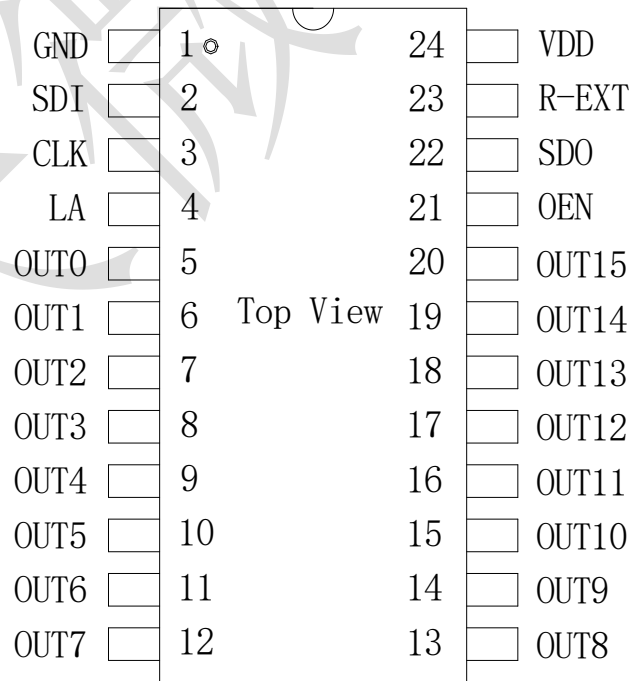 GND 1 24 VDD
SDI 2 23 R-EXT
CLK 3 22 SDO
LA 4 21 OEN
OUT0 5 20 OUT15
OUT1 6 Top View 19 OUT14
OUT2 7 18 OUT13
OUT3 8 17 OUT12
OUT4 9 16 OUT11
OUT5 10 15 OUT10
OUT6 11 14 OUT9
OUT7 12 13 OUT8